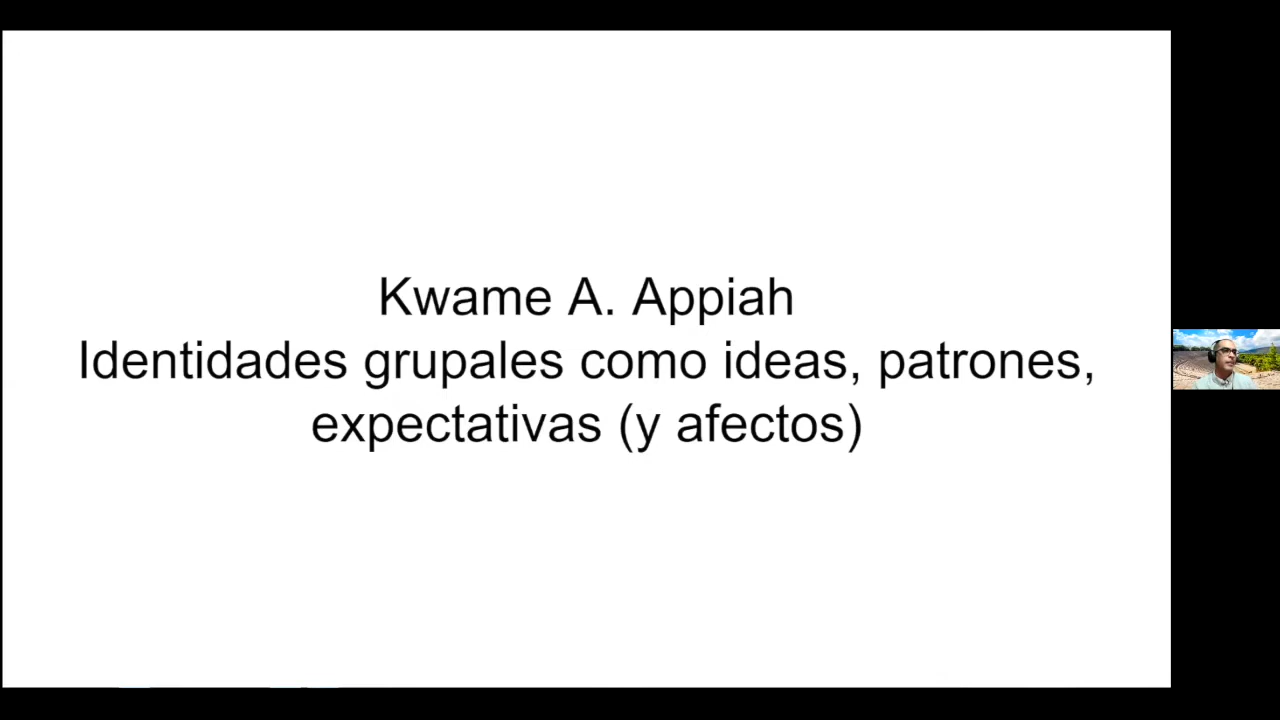 Kwame A. Appiah
Identidades grupales como ideas, patrones,
expectativas (y afectos)